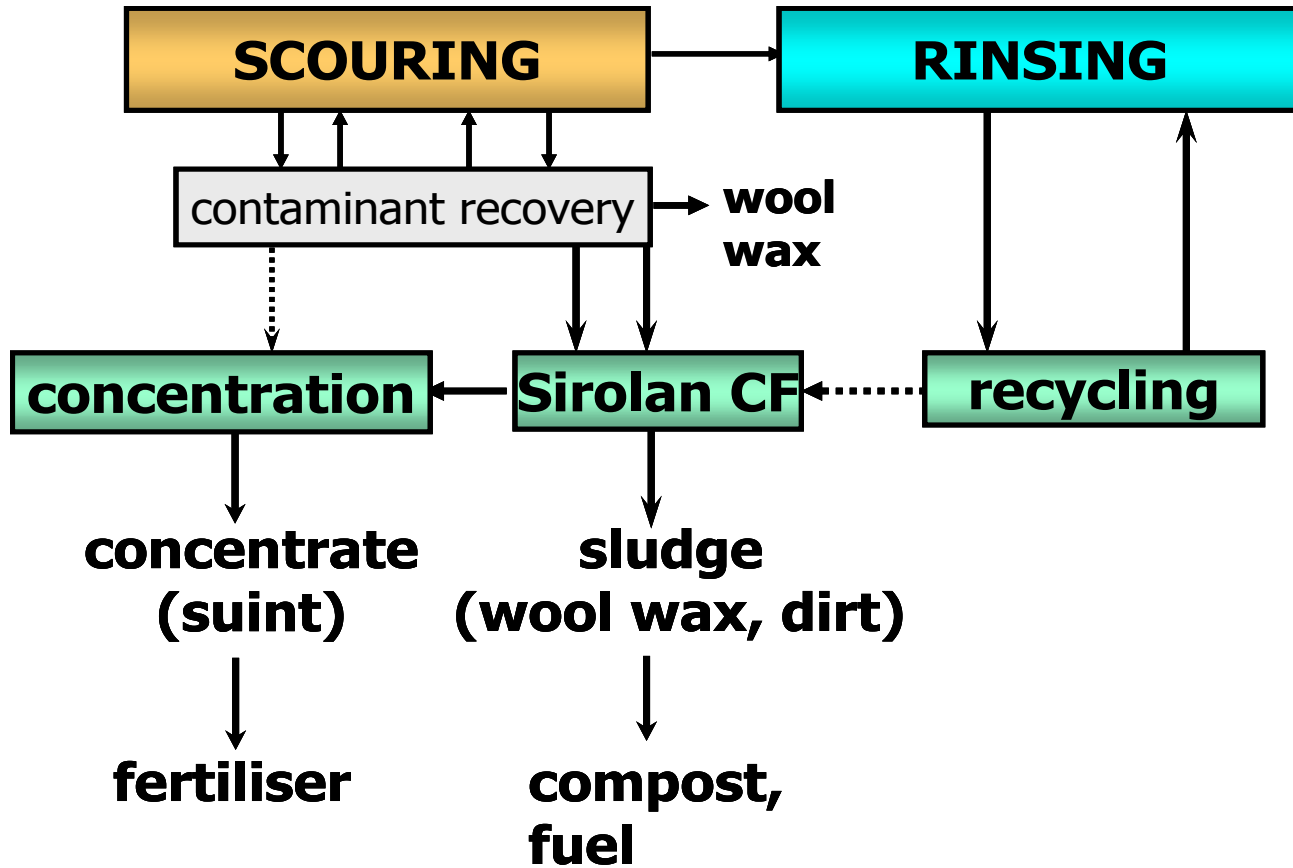 SCOURING
RINSING
contaminant recovery
wool
wax
concentration
Sirolan CF
recycling
concentrate
(suint)
sludge
(wool wax, dirt)
fertiliser
compost,
fuel